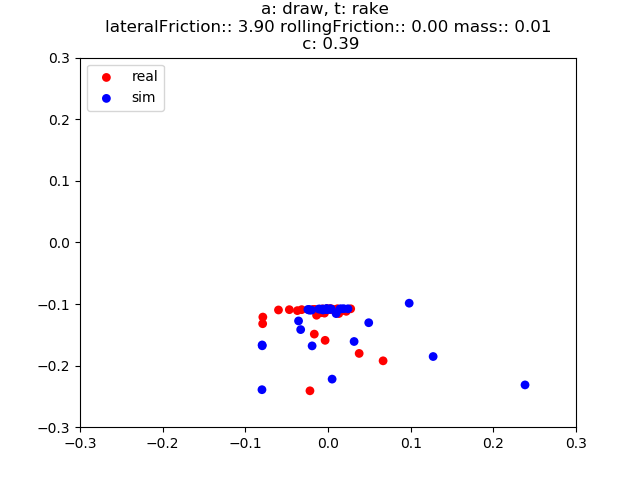 a: draw, t: rake
lateralFriction:: 3.90 rollingFriction:: 0.00 mass:: 0.01
c: 0.39
real
sim
0.3
0.2
0.1
0.0
−0.1
−0.2
−0.3
−0.3
−0.2
−0.1
0.0
0.1
0.2
0.3